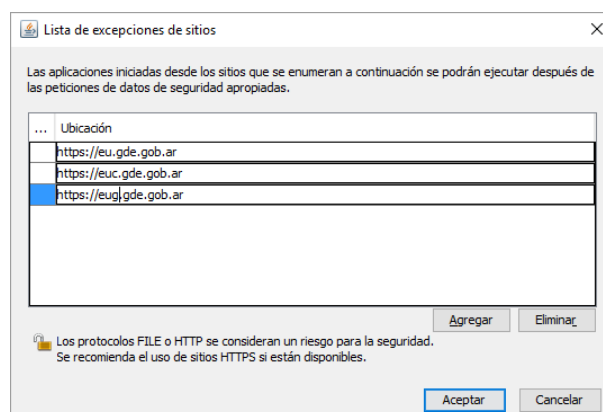 Lista de excepciones de sitios
Las aplicaciones iniciadas desde los sitios que se enumeran a continuación se podrán ejecutar después de
las peticiones de datos de seguridad apropiadas.
... Ubicación
https://eu.gde.gob.ar
https://euc.gde.gob.ar
https://eug.gde.gob.ar
Agregar Eliminar
Los protocolos FILE o HTTP se consideran un riesgo para la seguridad.
Se recomienda el uso de sitios HTTPS si están disponibles.
Aceptar Cancelar